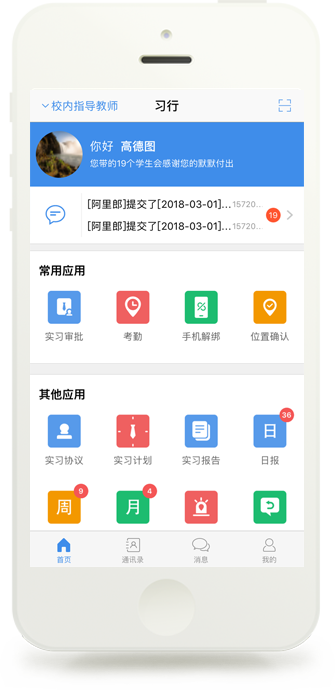 校内指导教师 习行
你好 高德图
您带的19个学生会感谢您的默默付出
[阿里郎]提交了[2018-03-01]... 15720...
[阿里郎]提交了[2018-03-01]... 15720...
19
常用应用
实习审批 考勤 手机解绑 位置确认
其他应用
36
日
实习协议 实习计划 实习报告 日报
9 4
周 月
首页 通讯录 消息 我的